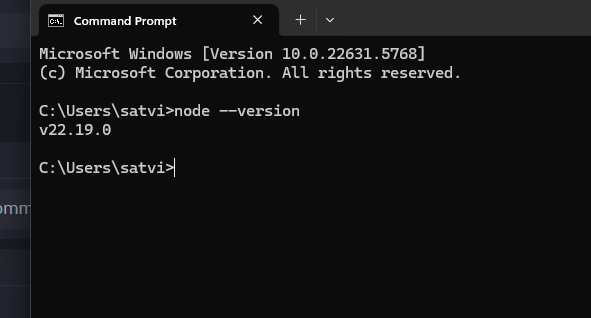 Command Prompt
Microsoft Windows [Version 10.0.22631.5768]
(c) Microsoft Corporation. All rights reserved.
C:\Users\satvi>node --version
v22.19.0
C:\Users\satvi>
omm